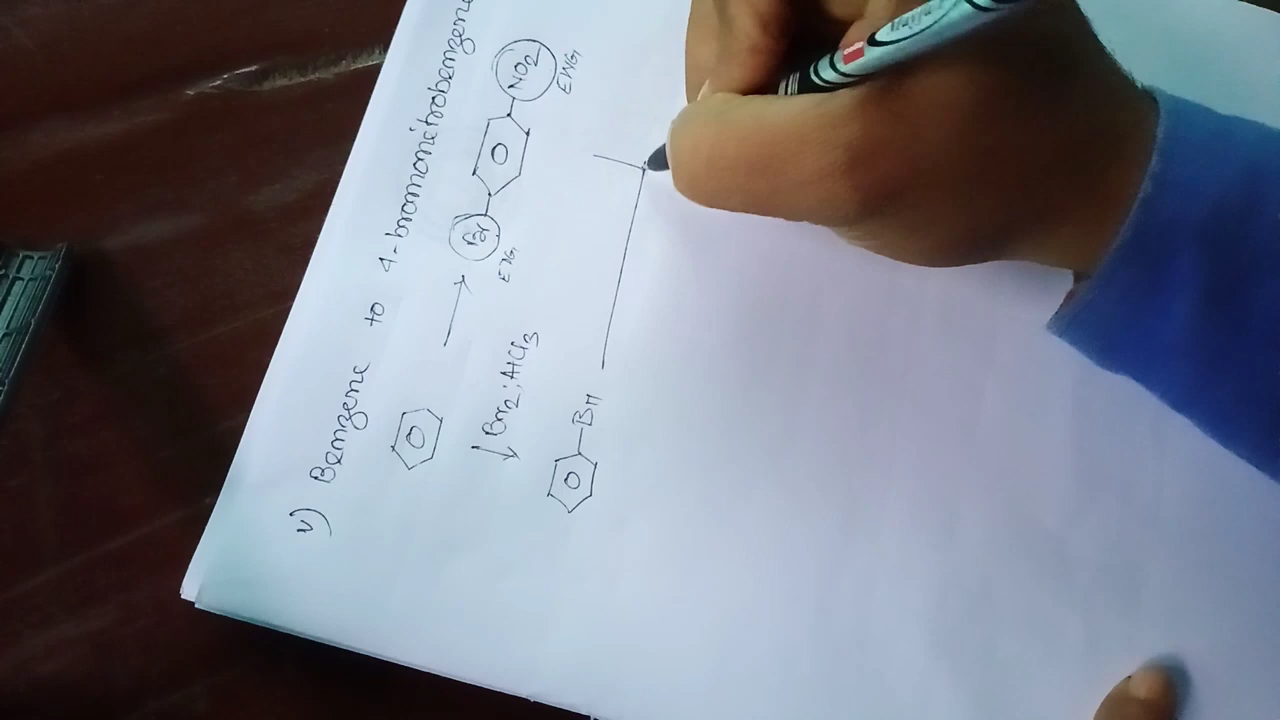 v) Benzene to 4-bromonitrobenzene
Br NO2
EDG EWG
↓ Br2; AlCl3
Br